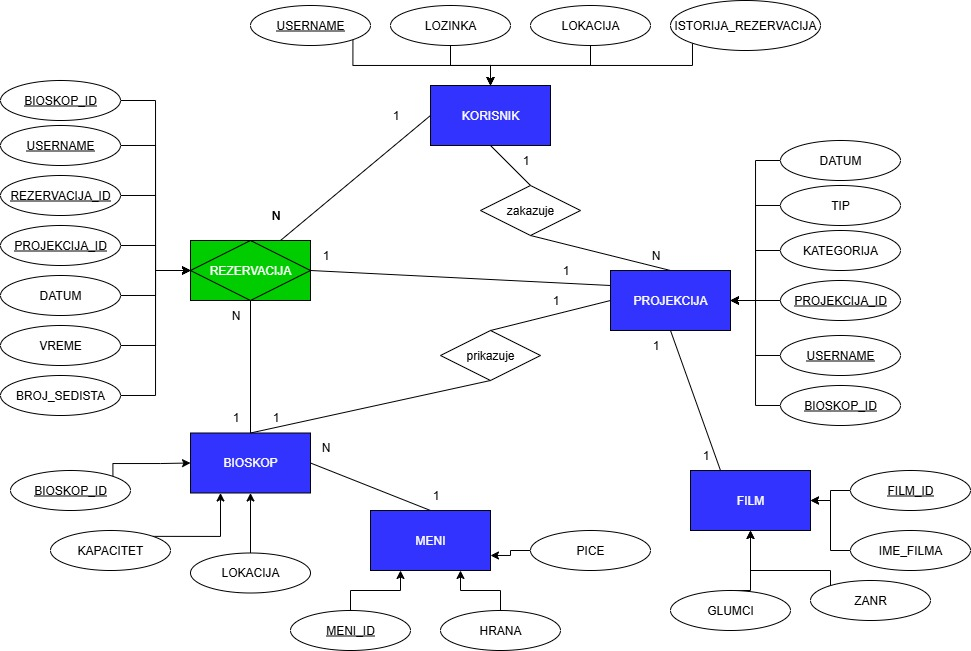 USERNAME
LOZINKA
LOKACIJA
ISTORIJA_REZERVACIJA
KORISNIK
1
1
zakazuje
N
BIOSKOP_ID
USERNAME
REZERVACIJA_ID
PROJEKCIJA_ID
DATUM
VREME
BROJ_SEDISTA
N
REZERVACIJA
1
1
N
1
DATUM
TIP
KATEGORIJA
PROJEKCIJA_ID
USERNAME
BIOSKOP_ID
PROJEKCIJA
1
prikazuje
1
1
1
BIOSKOP
N
1
BIOSKOP_ID
KAPACITET
LOKACIJA
MENI
PICE
MENI_ID
HRANA
FILM
FILM_ID
IME_FILMA
GLUMCI
ZANR